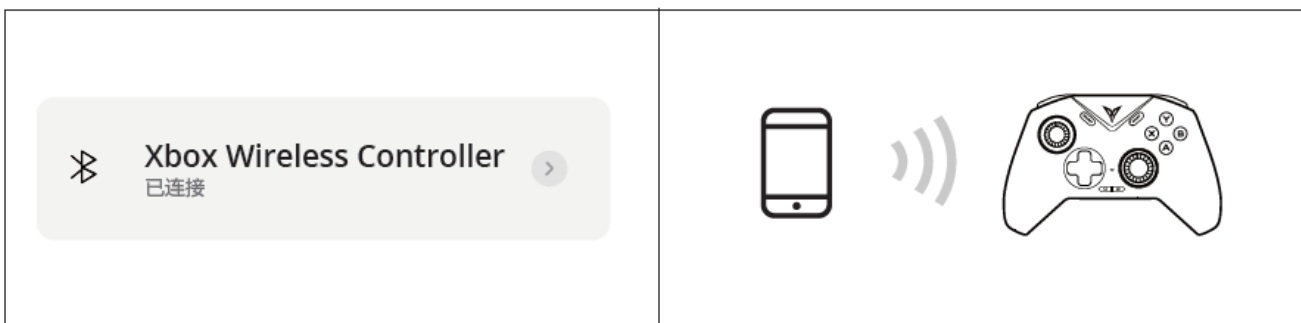 Xbox Wireless Controller
已连接
Y
X
B
A